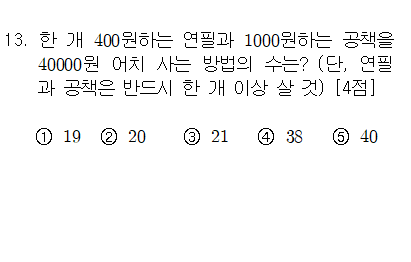 13. 한 개 400원하는 연필과 1000원하는 공책을
40000원 어치 사는 방법의 수는? (단, 연필
과 공책은 반드시 한 개 이상 살 것) [4점]
① 19 ② 20 ③ 21 ④ 38 ⑤ 40